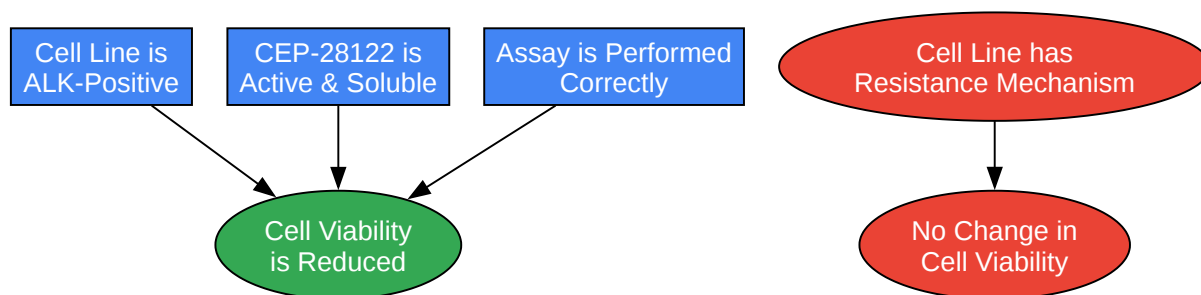 Cell Line is
ALK-Positive
CEP-28122 is
Active & Soluble
Assay is Performed
Correctly
Cell Line has
Resistance Mechanism
Cell Viability
is Reduced
No Change in
Cell Viability